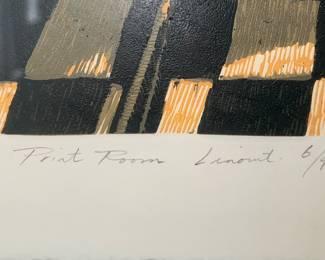 Print Room Linocut. 6/